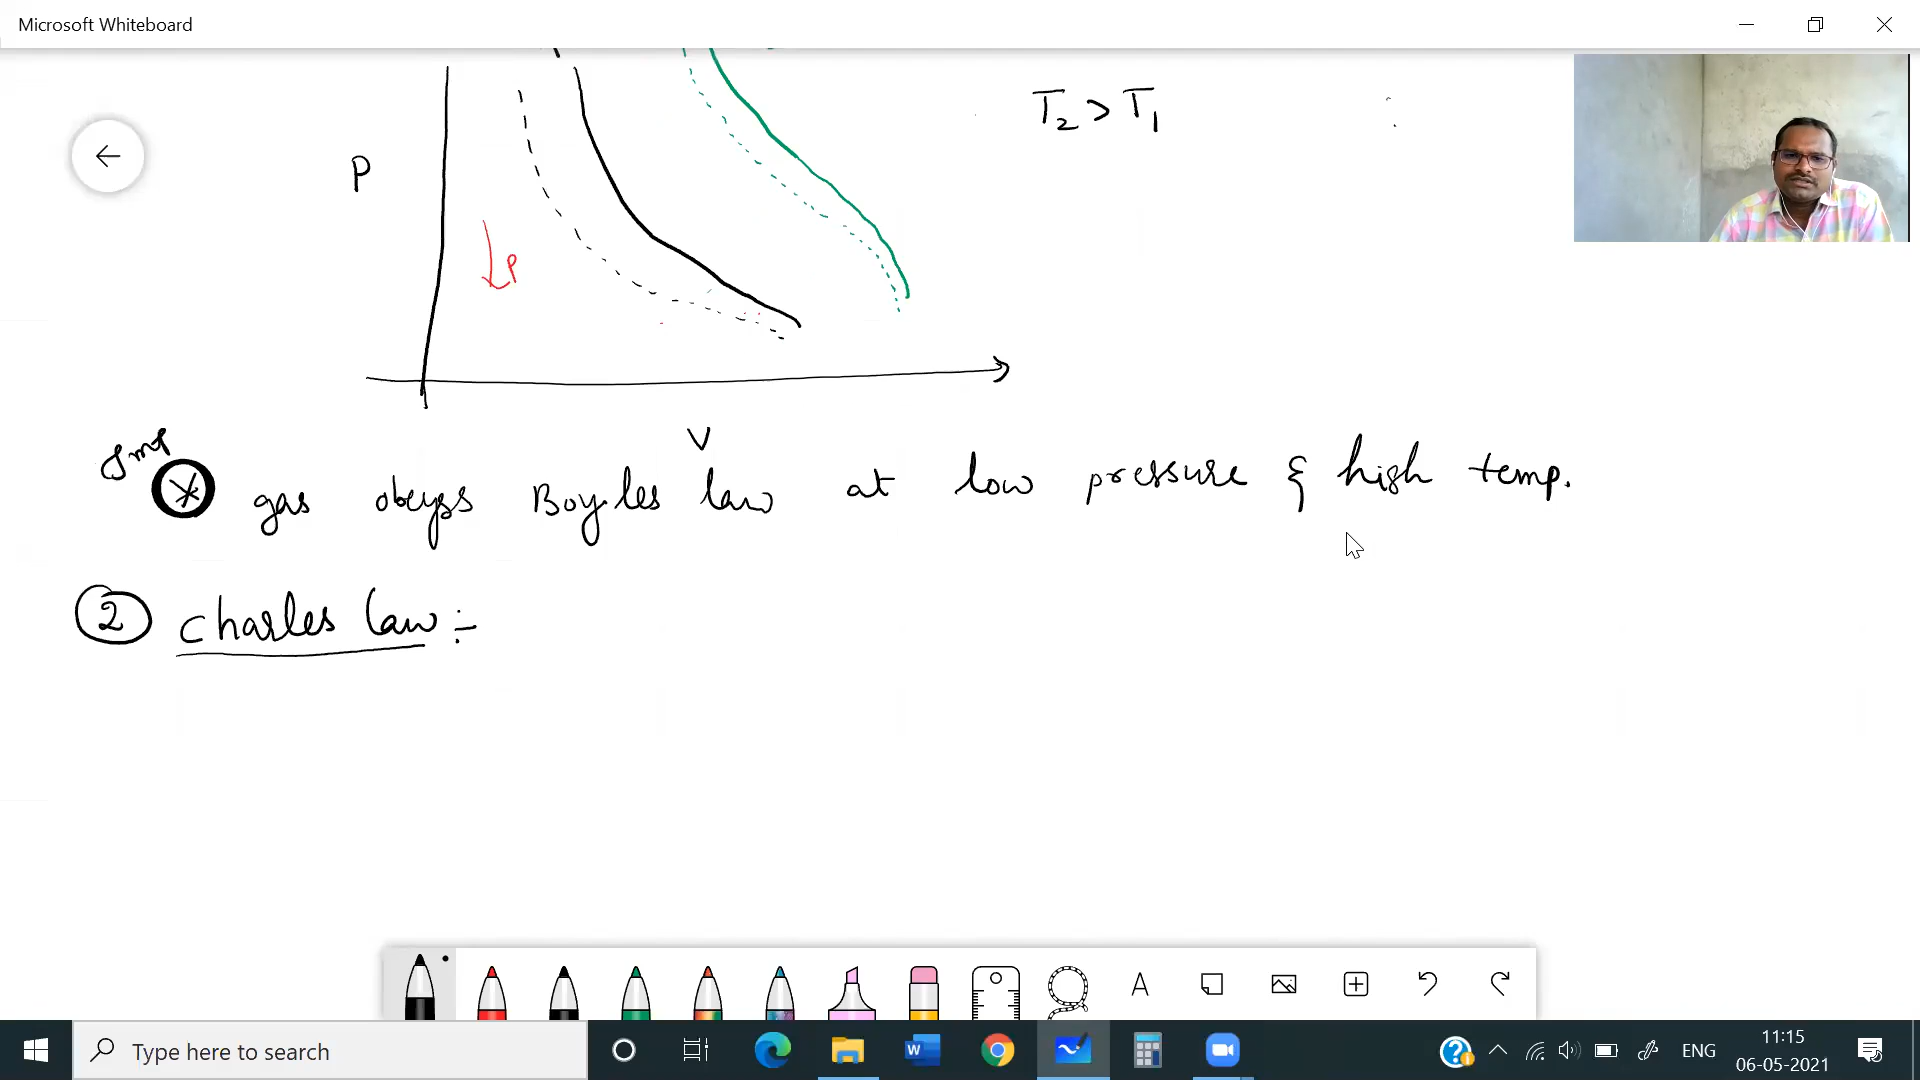 Microsoft Whiteboard
T2 > T1
P
P
V
Imp
gas obeyss Boyles law at low pressure & high temp.
2 charles law :-
A
Type here to search
W
ENG
11:15
06-05-2021